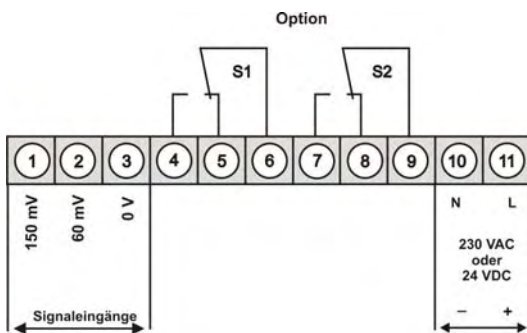 Option
S1
S2
1 2 3 4 5 6 7 8 9 10 11
150 mV
60 mV
0 V
N L
230 VAC
oder
24 VDC
– +
Signaleingänge